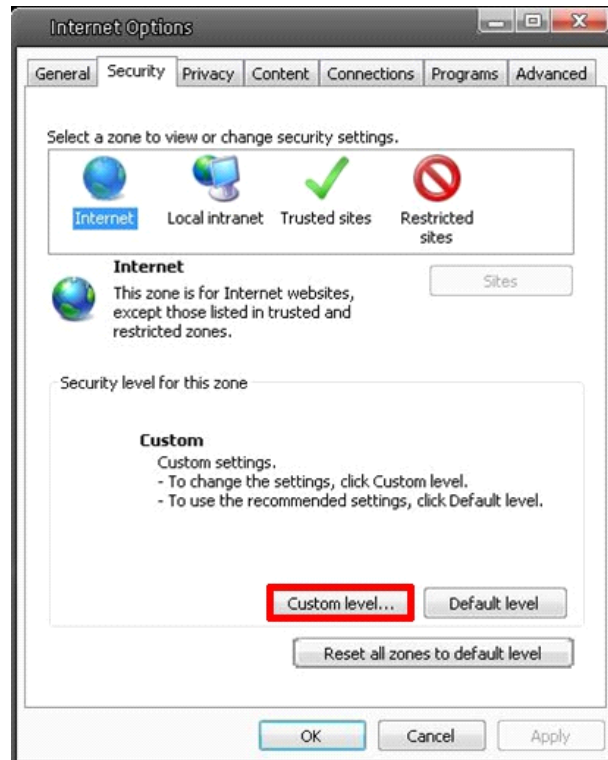 Internet Options
General Security Privacy Content Connections Programs Advanced
Select a zone to view or change security settings.
Internet Local intranet Trusted sites Restricted
sites
Internet
Sites
This zone is for Internet websites,
except those listed in trusted and
restricted zones.
Security level for this zone
Custom
Custom settings.
- To change the settings, click Custom level.
- To use the recommended settings, click Default level.
Custom level... Default level
Reset all zones to default level
OK Cancel Apply